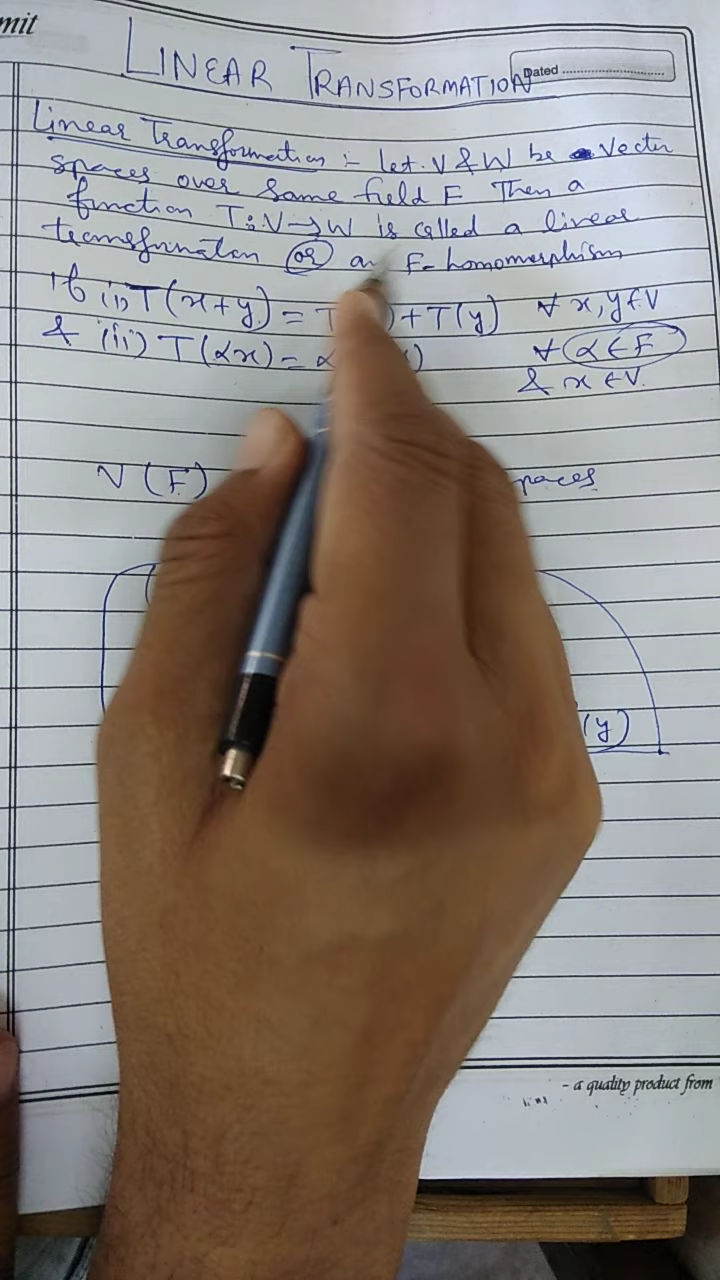 mit
LINEAR TRANSFORMATION
Dated
Linear Transformation :- let V & W be a Vector
spaces over same field F Then a
function T: V → W is called a linear
transformation (or) an F-homomorphism
if (i) T(x+y) = T( ) + T(y) ∀ x, y ∈ V
& (ii) T(αx) = α ) ∀ α ∈ F
& x ∈ V.
V(F) paces
(y)
- a quality product from